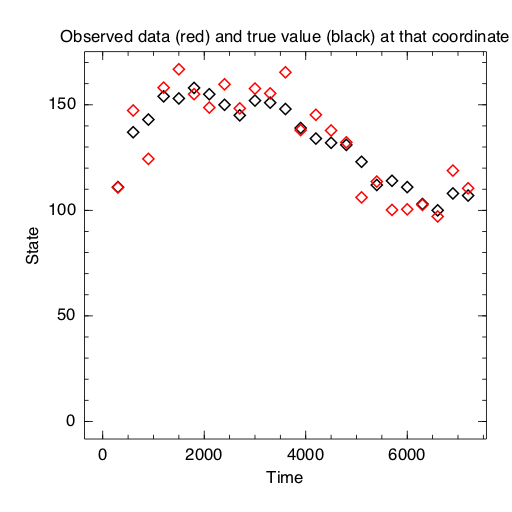 Observed data (red) and true value (black) at that coordinate
150
100
50
0
State
0 2000 4000 6000
Time